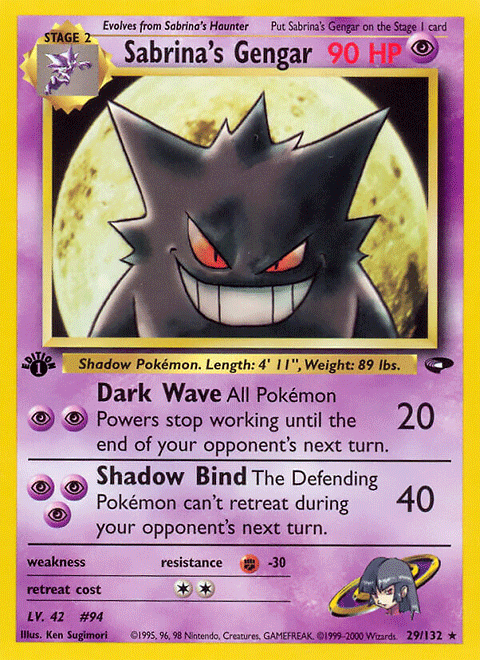 Evolves from Sabrina's Haunter Put Sabrina's Gengar on the Stage 1 card
STAGE 2
Sabrina's Gengar 90 HP
EDITION
1
Shadow Pokémon. Length: 4' 11", Weight: 89 lbs.
Dark Wave All Pokémon
Powers stop working until the 20
end of your opponent's next turn.
Shadow Bind The Defending
Pokémon can't retreat during 40
your opponent's next turn.
weakness resistance -30
retreat cost
LV. 42 #94
Illus. Ken Sugimori ©1995, 96, 98 Nintendo, Creatures, GAMEFREAK. ©1999-2000 Wizards. 29/132 ★